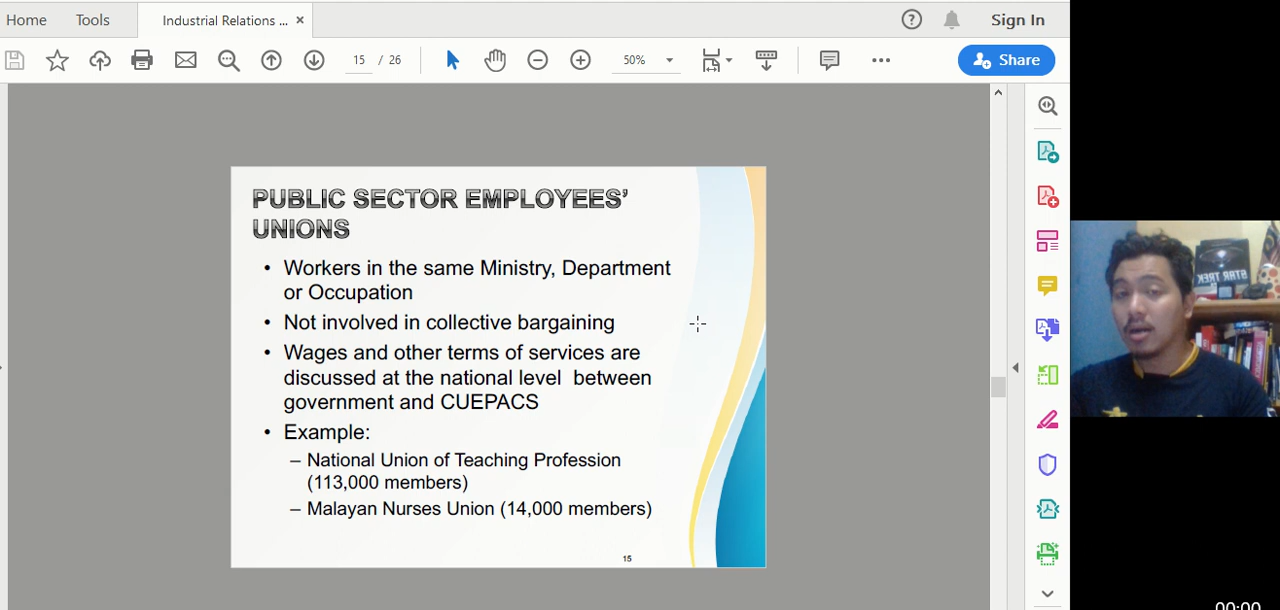 Home Tools Industrial Relations ... × Sign In
15 / 26 50% Share
PUBLIC SECTOR EMPLOYEES’
UNIONS
• Workers in the same Ministry, Department
or Occupation
• Not involved in collective bargaining
• Wages and other terms of services are
discussed at the national level between
government and CUEPACS
• Example:
– National Union of Teaching Profession
(113,000 members)
– Malayan Nurses Union (14,000 members)
15
STAR TREK
00:00